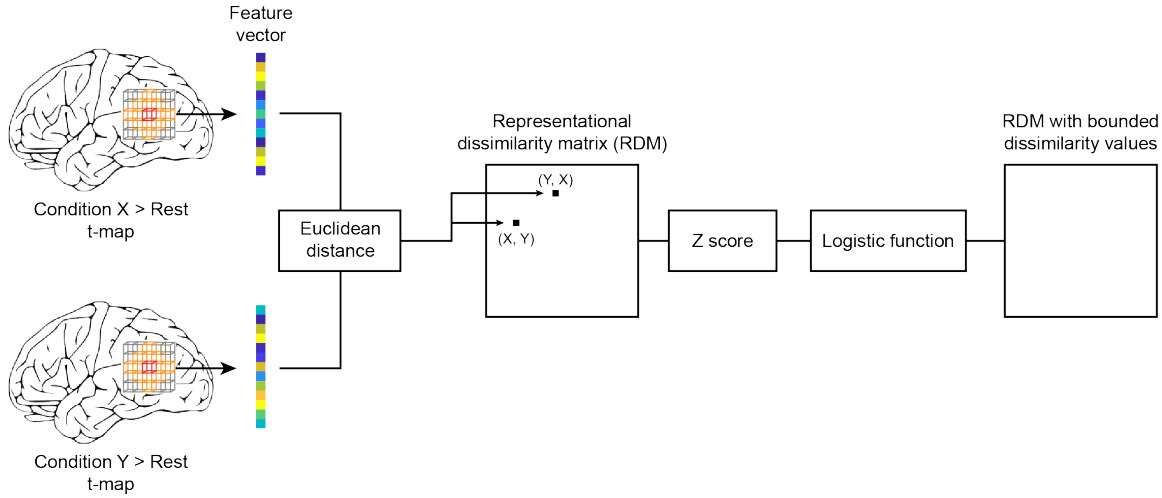 Feature
vector
Condition X > Rest
t-map
Condition Y > Rest
t-map
Euclidean
distance
Representational
dissimilarity matrix (RDM)
(Y, X)
(X, Y)
Z score
Logistic function
RDM with bounded
dissimilarity values